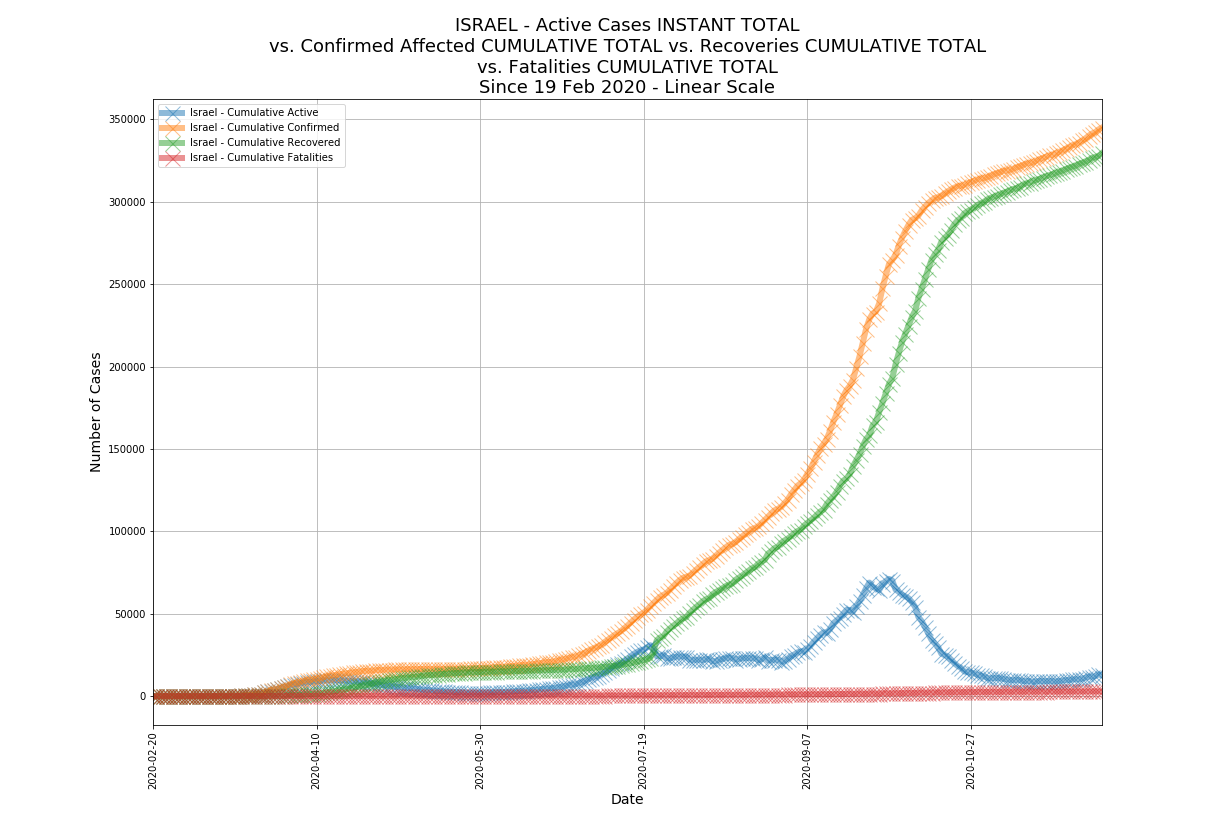 ISRAEL - Active Cases INSTANT TOTAL
vs. Confirmed Affected CUMULATIVE TOTAL vs. Recoveries CUMULATIVE TOTAL
vs. Fatalities CUMULATIVE TOTAL
Since 19 Feb 2020 - Linear Scale
Israel - Cumulative Active
Israel - Cumulative Confirmed
Israel - Cumulative Recovered
Israel - Cumulative Fatalities
Number of Cases
350000
300000
250000
200000
150000
100000
50000
0
2020-02-20
2020-04-10
2020-05-30
2020-07-19
2020-09-07
2020-10-27
Date